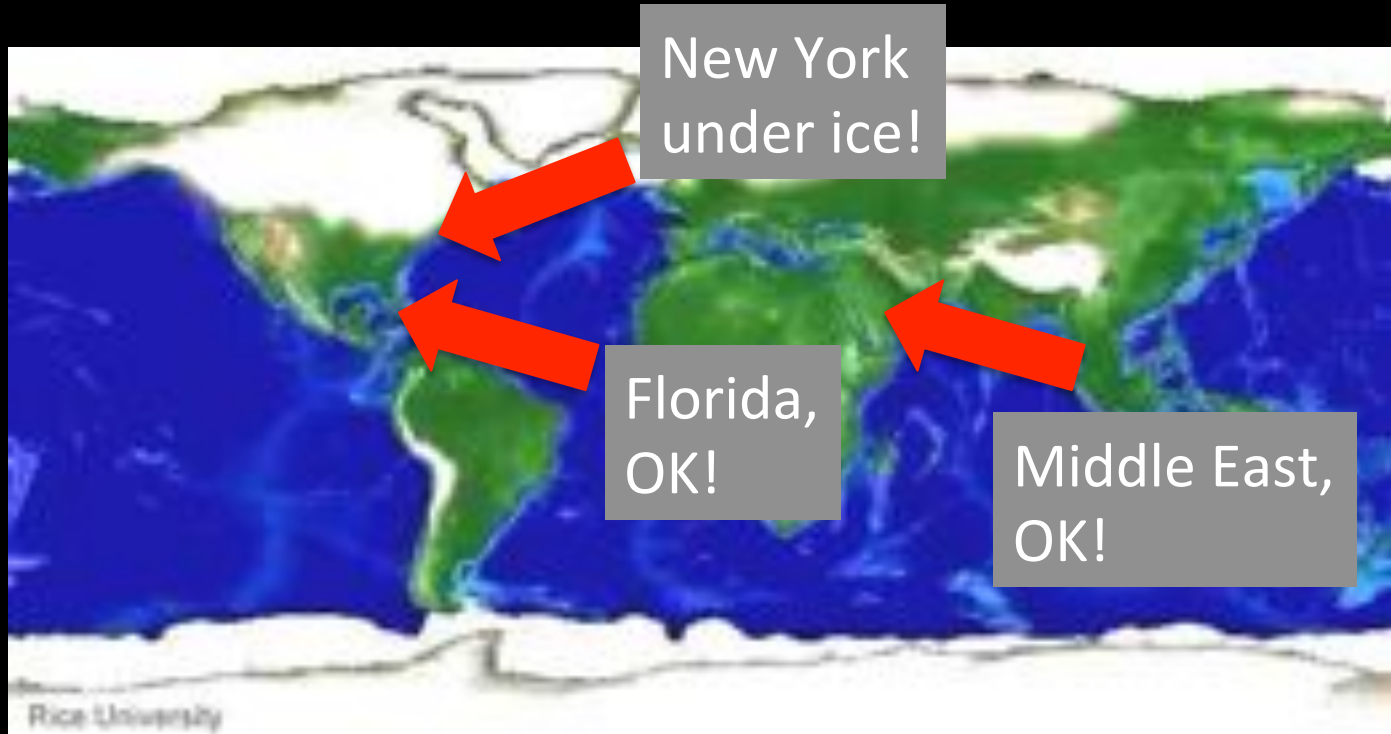 New York
under ice!
Florida,
OK!
Middle East,
OK!
Rice University